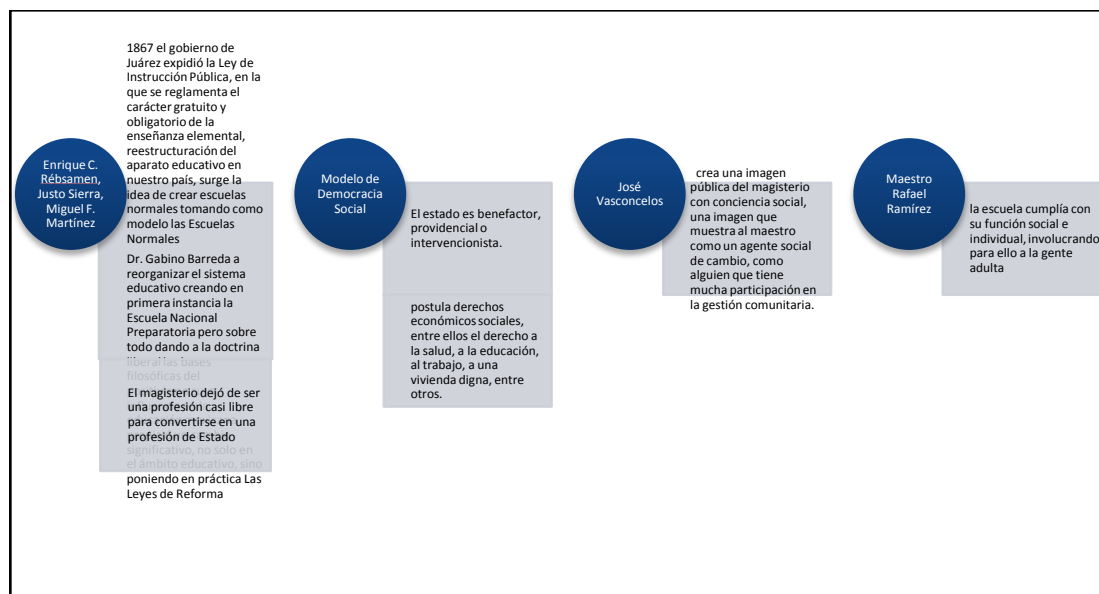 Enrique C.
Rébsamen,
Justo Sierra,
Miguel F.
Martínez
1867 el gobierno de
Juárez expidió la Ley de
Instrucción Pública, en la
que se reglamenta el
carácter gratuito y
obligatorio de la
enseñanza elemental,
reestructuración del
aparato educativo en
nuestro país, surge la
idea de crear escuelas
normales tomando como
modelo las Escuelas
Normales
Dr. Gabino Barreda a
reorganizar el sistema
educativo creando en
primera instancia la
Escuela Nacional
Preparatoria pero sobre
todo dando a la doctrina
liberal las bases
filosóficas del
El magisterio dejó de ser
una profesión casi libre
para convertirse en una
profesión de Estado
significativo, no solo en
el ámbito educativo, sino
poniendo en práctica Las
Leyes de Reforma
Modelo de
Democracia
Social
El estado es benefactor,
providencial o
intervencionista.
postula derechos
económicos sociales,
entre ellos el derecho a
la salud, a la educación,
al trabajo, a una
vivienda digna, entre
otros.
José
Vasconcelos
crea una imagen
pública del magisterio
con conciencia social,
una imagen que
muestra al maestro
como un agente social
de cambio, como
alguien que tiene
mucha participación en
la gestión comunitaria.
Maestro
Rafael
Ramírez
la escuela cumplía con
su función social e
individual, involucrando
para ello a la gente
adulta